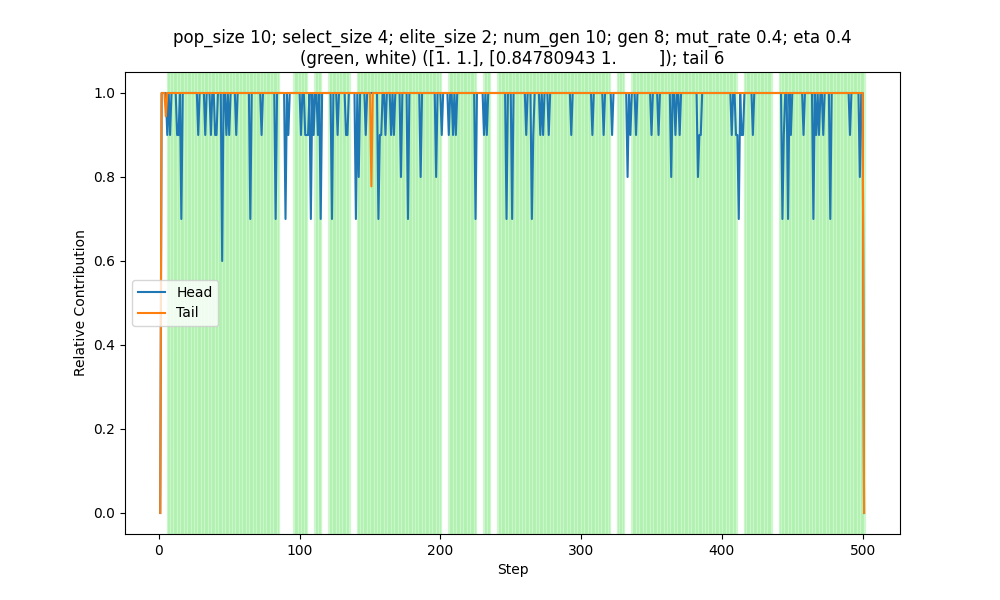 pop_size 10; select_size 4; elite_size 2; num_gen 10; gen 8; mut_rate 0.4; eta 0.4
(green, white) ([1. 1.], [0.84780943 1.         ]); tail 6
1.0
0.8
0.6
0.4
0.2
0.0
Relative Contribution
Head
Tail
0 100 200 300 400 500
Step